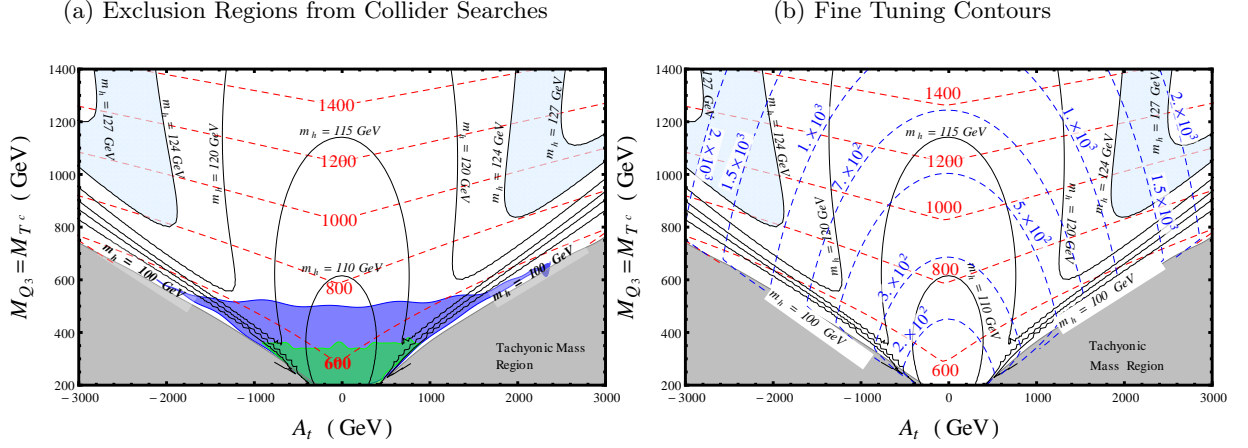 (a) Exclusion Regions from Collider Searches
(b) Fine Tuning Contours
M_{Q_3} = M_{T^c} (GeV)
1400
1200
1000
800
600
400
200
−3000
−2000
−1000
0
1000
2000
3000
A_t (GeV)
m_h = 127 GeV
m_h = 124 GeV
m_h = 120 GeV
m_h = 115 GeV
m_h = 110 GeV
m_h = 120 GeV
m_h = 124 GeV
m_h = 127 GeV
m_h = 100 GeV
m_h = 100 GeV
1400
1200
1000
800
600
Tachyonic Mass
Region
M_{Q_3} = M_{T^c} (GeV)
1400
1200
1000
800
600
400
200
−3000
−2000
−1000
0
1000
2000
3000
A_t (GeV)
127 GeV
m_h = 124 GeV
m_h = 120 GeV
m_h = 115 GeV
m_h = 110 GeV
m_h = 120 GeV
m_h = 124 GeV
m_h = 127 GeV
m_h = 100 GeV
m_h = 100 GeV
1400
1200
1000
800
600
2.×10³
1.5×10³
1.×10³
7.×10²
5.×10²
3.×10²
2.×10²
1.×10³
1.5×10³
2.×10³
Tachyonic
Mass Region